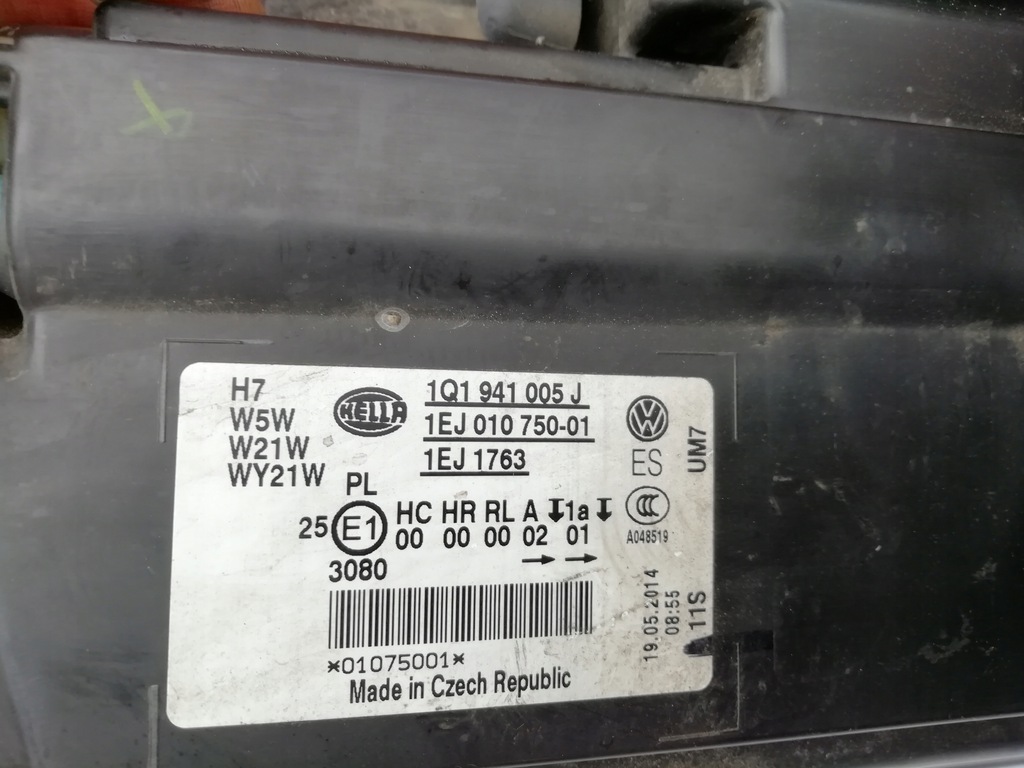 H7
W5W
W21W
WY21W
HELLA
1Q1 941 005 J
1EJ 010 750-01
1EJ 1763
VW
ES
UM7
CCC
A048519
PL
25 E1
HC HR RL A 1a
00 00 00 02 01
3080
*01075001*
Made in Czech Republic
19.05.2014
08:55
11S